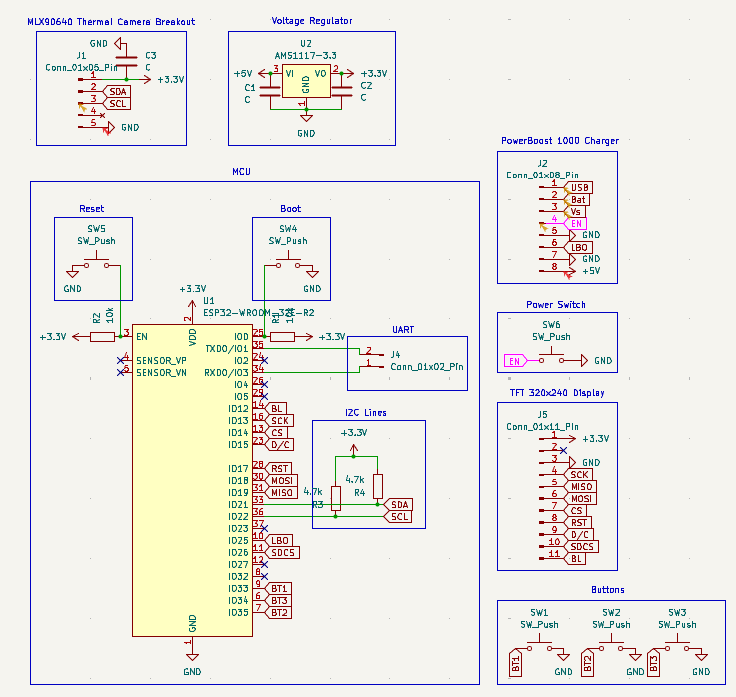 MLX90640 Thermal Camera Breakout
GND
J1
C3
C
Conn_01x05_Pin
1
+3.3V
2
SDA
3
SCL
4
5
GND
Voltage Regulator
U2
AMS1117-3.3
+5V
3
VI
VO
2
+3.3V
GND
1
C1
C
C2
C
GND
PowerBoost 1000 Charger
J2
Conn_01x08_Pin
1
USB
2
Bat
3
Vs
4
EN
5
GND
6
LBO
7
GND
8
+5V
MCU
Reset
SW5
SW_Push
GND
Boot
SW4
SW_Push
GND
+3.3V
U1
ESP32-WROOM-32E-R2
R2
10k
+3.3V
3
EN
2
VDD
R1
+3.3V
4
SENSOR_VP
5
SENSOR_VN
IO0
25
TXD0/IO1
35
IO2
24
RXD0/IO3
34
IO4
26
IO5
29
IO12
14
BL
IO13
16
SCK
IO14
13
CS
IO15
23
D/C
IO17
28
RST
IO18
30
MOSI
IO19
31
MISO
IO21
33
IO22
36
IO23
37
IO25
10
LBO
IO26
11
SDCS
IO27
12
IO32
8
IO33
9
BT1
IO34
6
BT3
IO35
7
BT2
GND
1
GND
UART
2
J4
1
Conn_01x02_Pin
I2C Lines
+3.3V
4.7k
R4
4.7k
R3
SDA
SCL
Power Switch
SW6
SW_Push
EN
GND
TFT 320x240 Display
J5
Conn_01x11_Pin
1
+3.3V
2
3
GND
4
SCK
5
MISO
6
MOSI
7
CS
8
RST
9
D/C
10
SDCS
11
BL
Buttons
SW1
SW_Push
BT1
GND
SW2
SW_Push
BT2
GND
SW3
SW_Push
BT3
GND